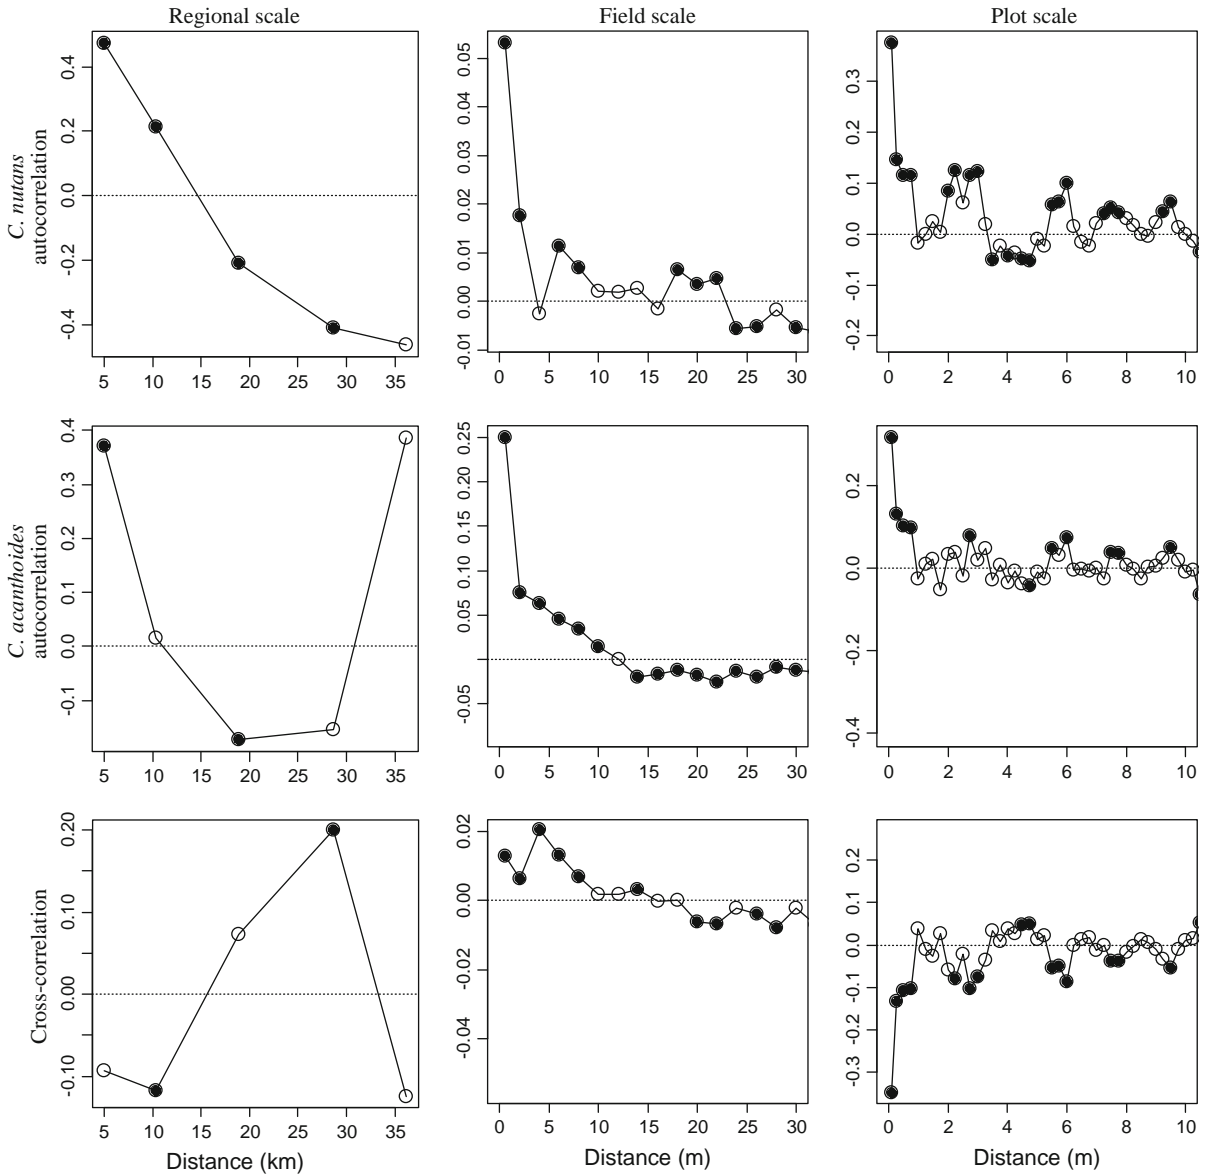 Regional scale Field scale Plot scale
C. nutans
autocorrelation
0.4
0.2
0.0
-0.2
-0.4
5 10 15 20 25 30 35
0.05
0.04
0.03
0.02
0.01
0.00
-0.01
0 5 10 15 20 25 30
0.3
0.2
0.1
0.0
-0.1
-0.2
0 2 4 6 8 10
C. acanthoides
autocorrelation
0.4
0.3
0.2
0.1
0.0
-0.1
5 10 15 20 25 30 35
0.25
0.20
0.15
0.10
0.05
-0.05
0 5 10 15 20 25 30
0.2
0.0
-0.2
-0.4
0 2 4 6 8 10
Cross-correlation
0.20
0.10
0.00
-0.10
5 10 15 20 25 30 35
Distance (km)
0.02
0.00
-0.02
-0.04
0 5 10 15 20 25 30
Distance (m)
0.2
0.1
0.0
-0.1
-0.2
-0.3
0 2 4 6 8 10
Distance (m)